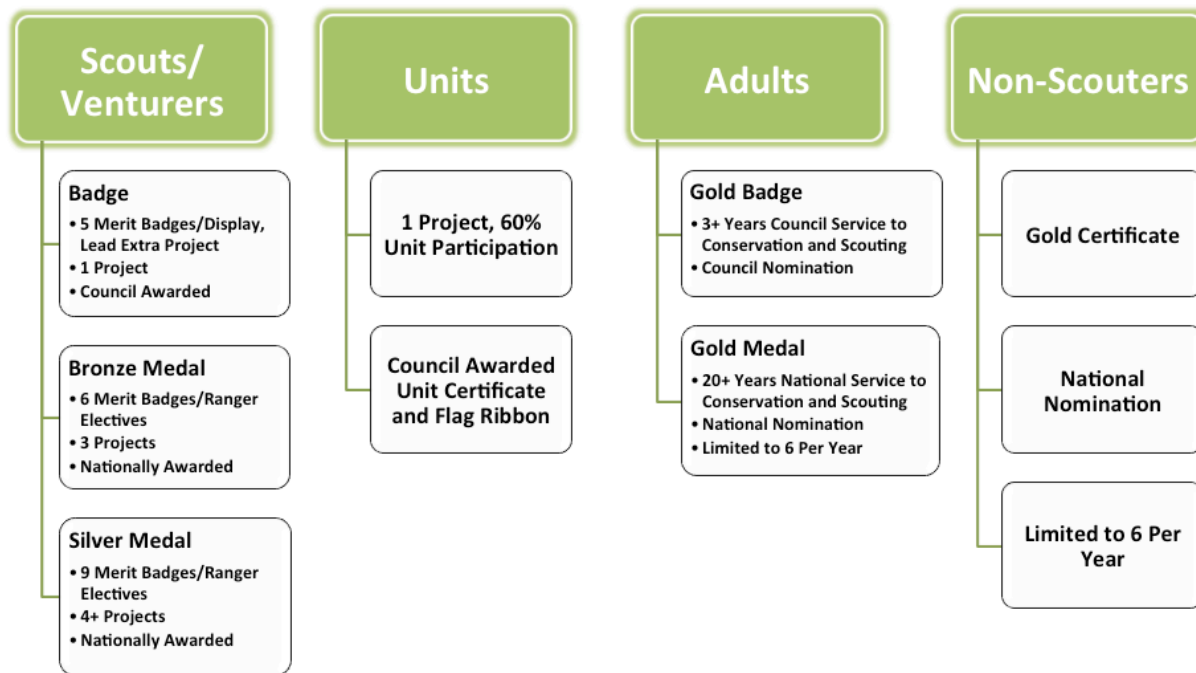 Scouts/
Venturers
Badge
• 5 Merit Badges/Display,
Lead Extra Project
• 1 Project
• Council Awarded
Bronze Medal
• 6 Merit Badges/Ranger
Electives
• 3 Projects
• Nationally Awarded
Silver Medal
• 9 Merit Badges/Ranger
Electives
• 4+ Projects
• Nationally Awarded
Units
1 Project, 60%
Unit Participation
Council Awarded
Unit Certificate
and Flag Ribbon
Adults
Gold Badge
• 3+ Years Council Service to
Conservation and Scouting
• Council Nomination
Gold Medal
• 20+ Years National Service to
Conservation and Scouting
• National Nomination
• Limited to 6 Per Year
Non-Scouters
Gold Certificate
National
Nomination
Limited to 6 Per
Year